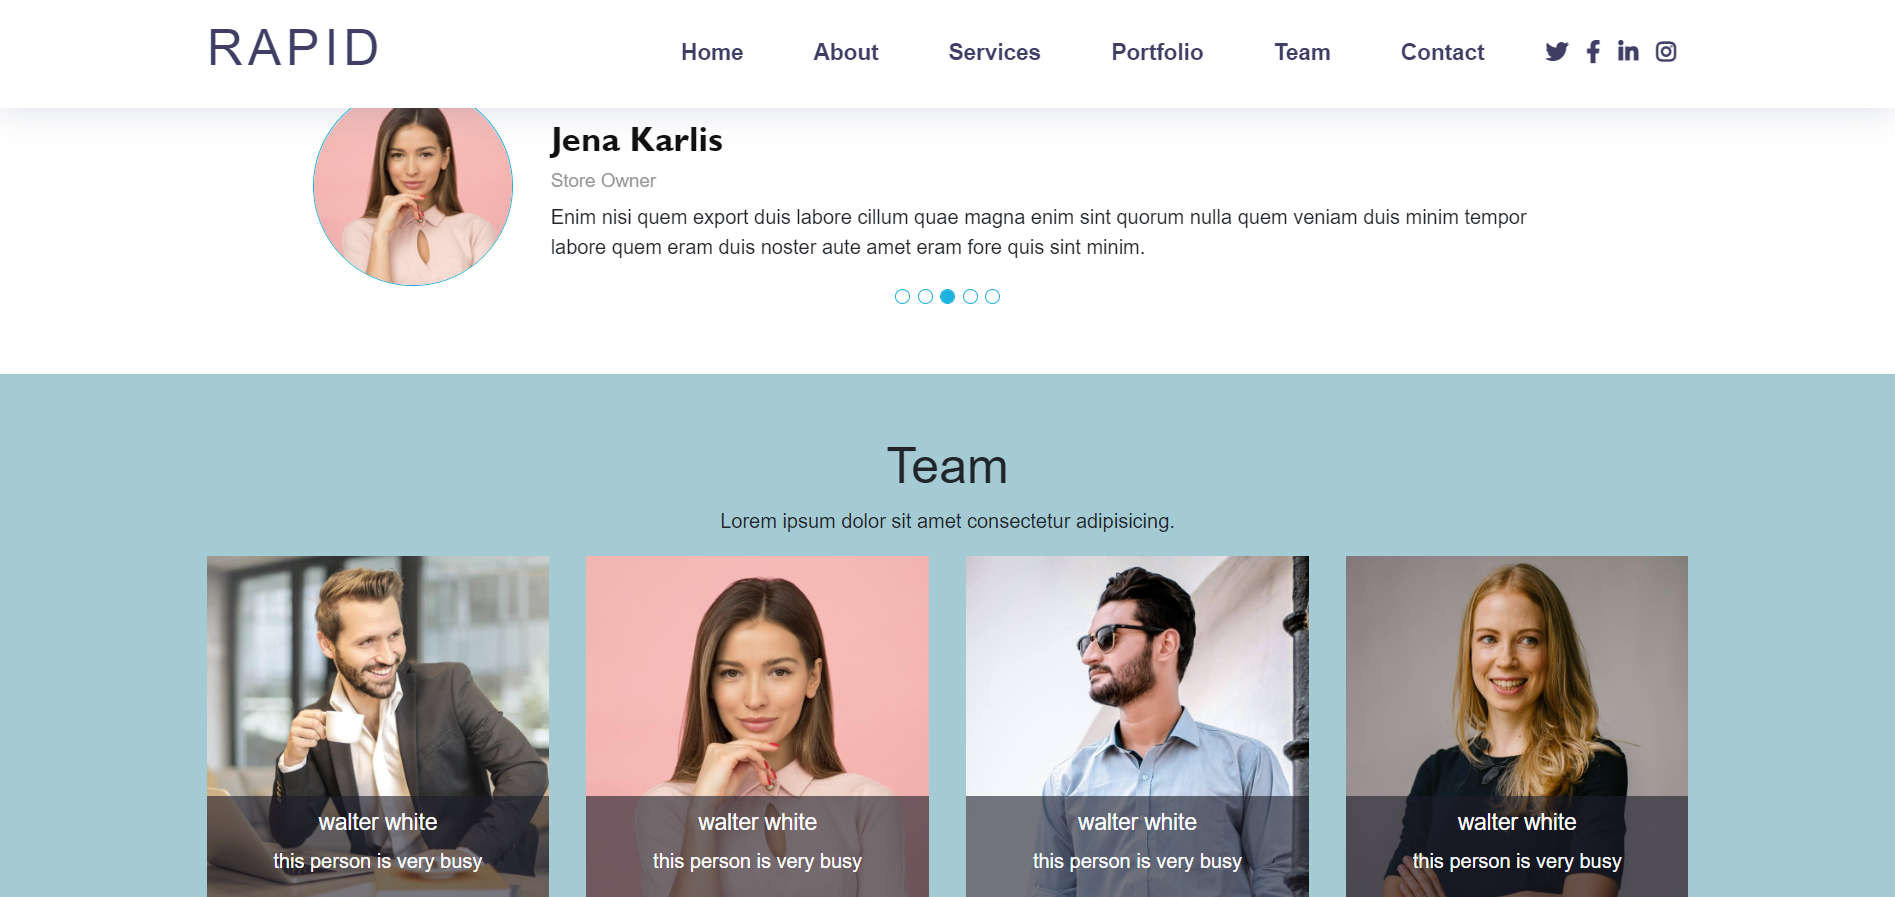 RAPID
Home About Services Portfolio Team Contact
Jena Karlis
Store Owner
Enim nisi quem export duis labore cillum quae magna enim sint quorum nulla quem veniam duis minim tempor
labore quem eram duis noster aute amet eram fore quis sint minim.
Team
Lorem ipsum dolor sit amet consectetur adipisicing.
walter white
this person is very busy
walter white
this person is very busy
walter white
this person is very busy
walter white
this person is very busy